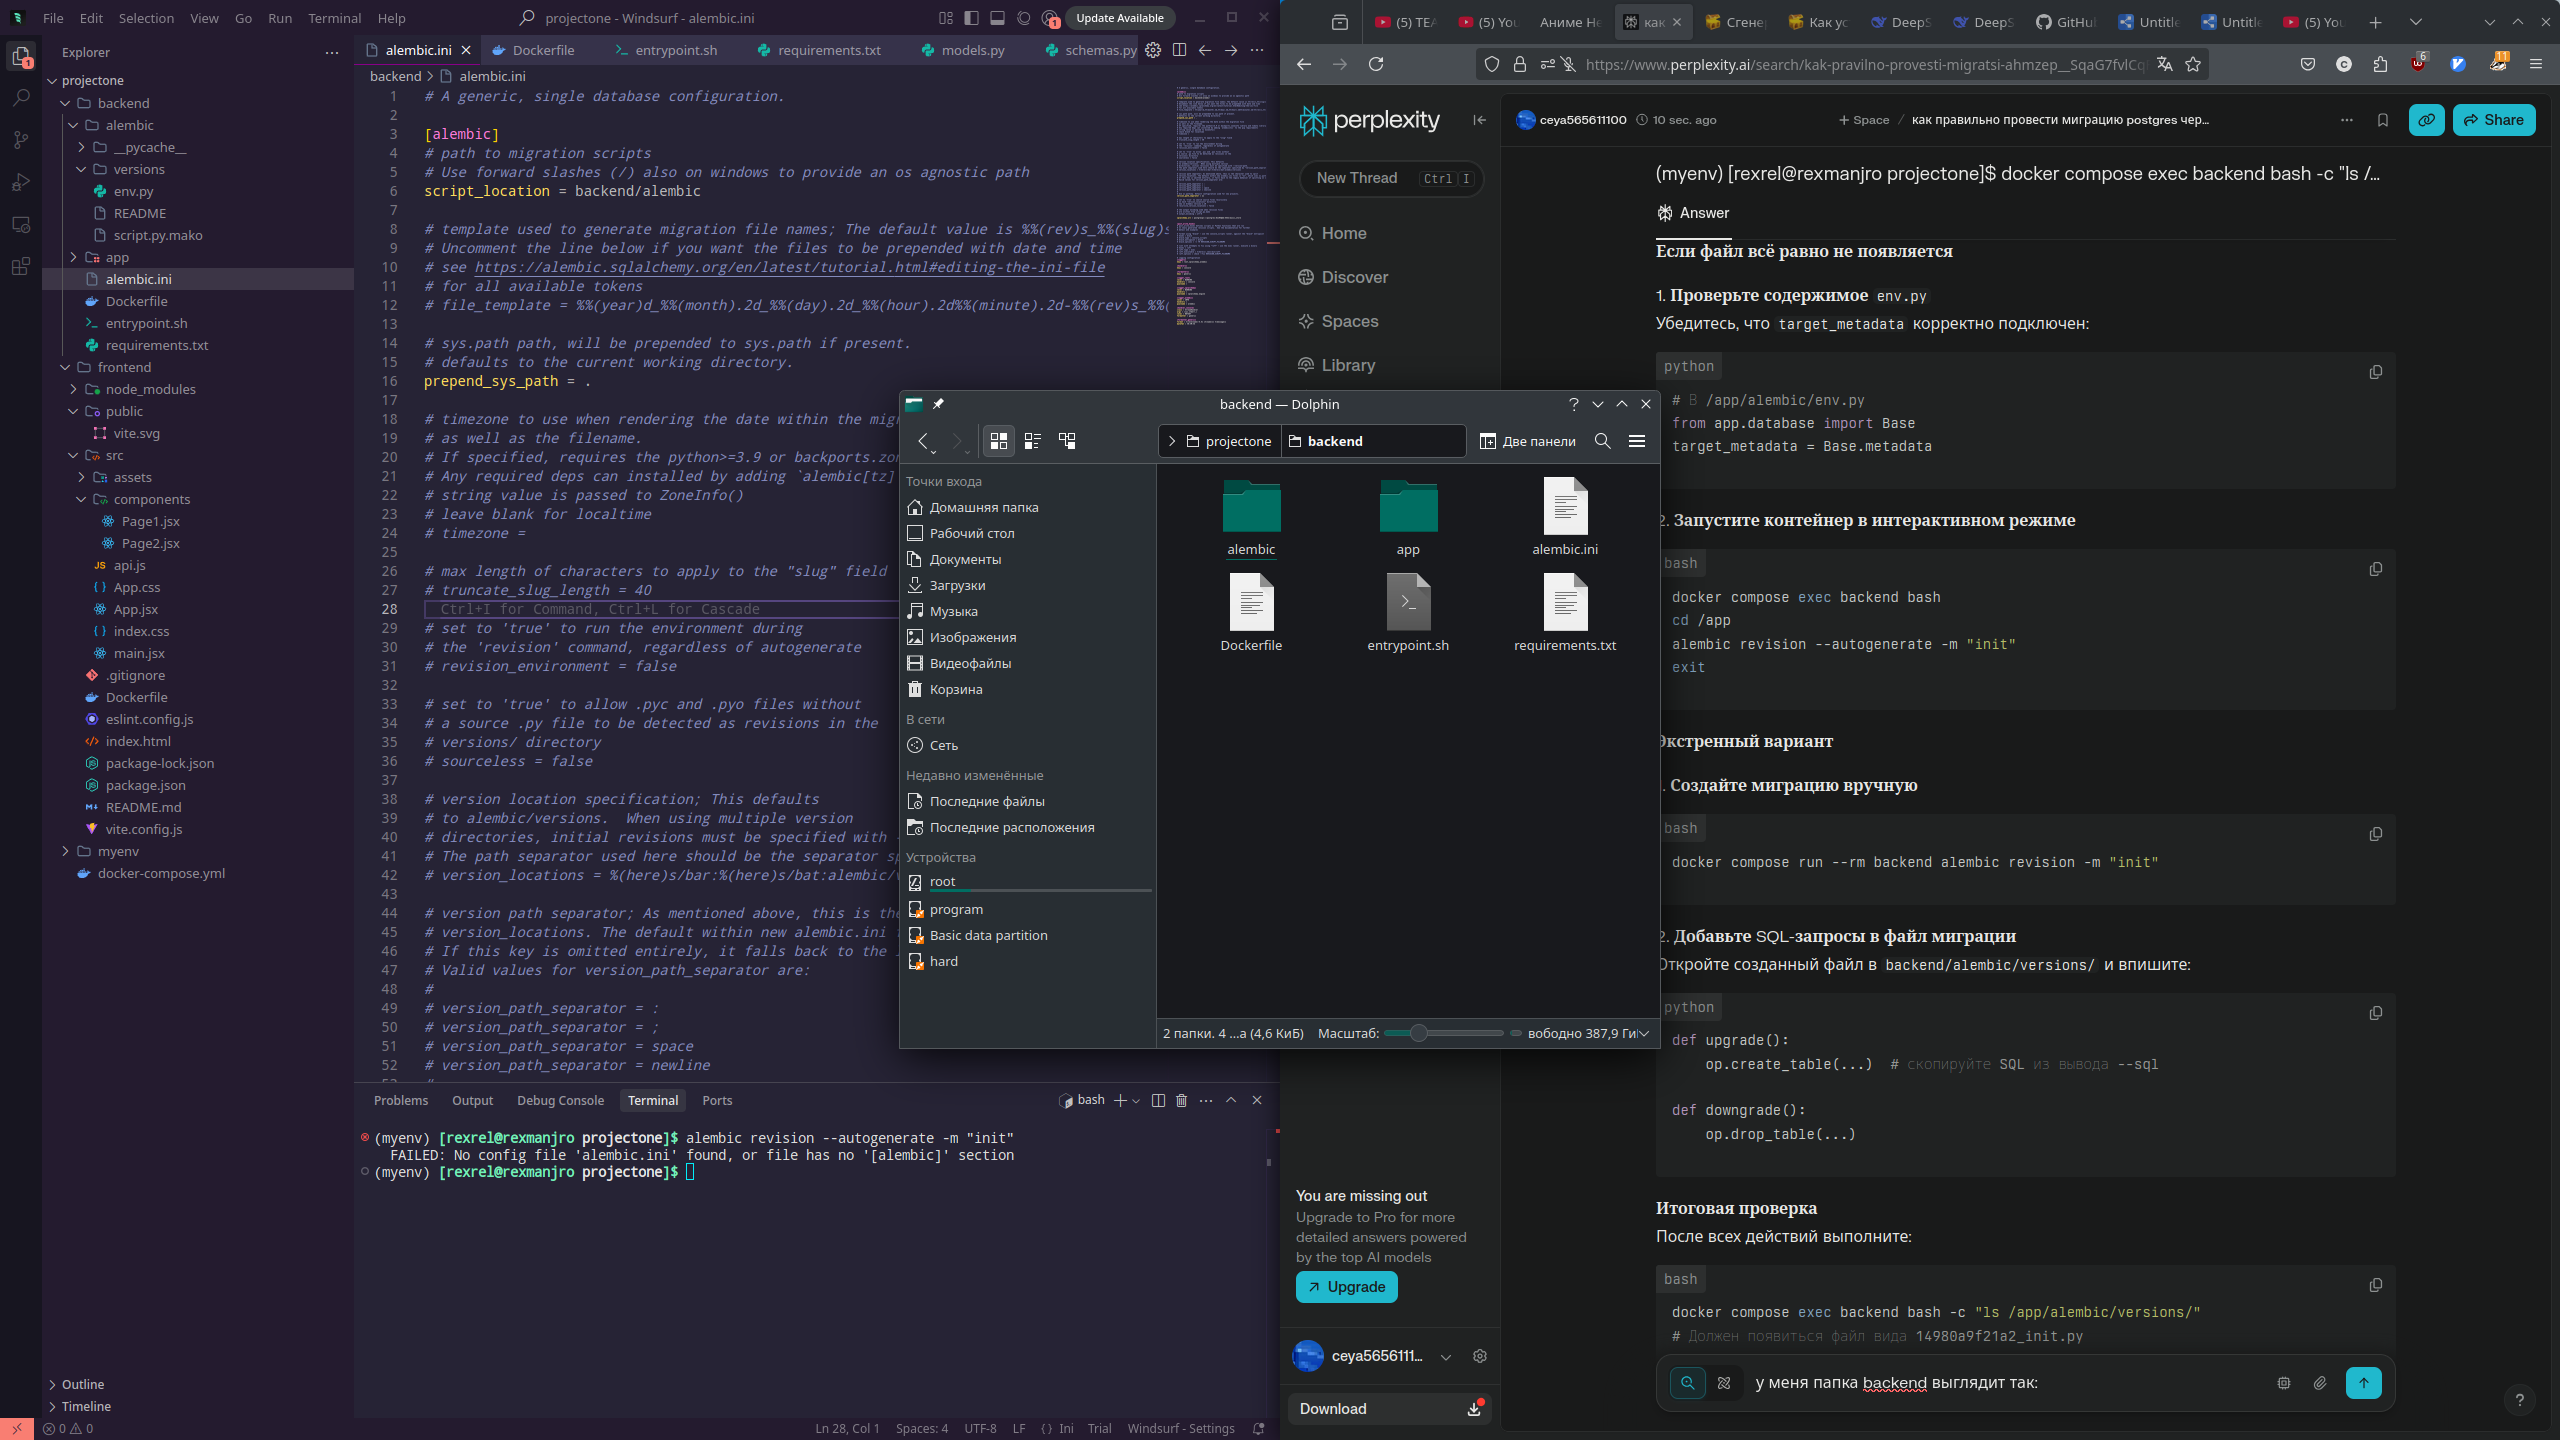 File Edit Selection View Go Run Terminal Help
projectone - Windsurf - alembic.ini
Update Available
Explorer
projectone
backend
alembic
__pycache__
versions
env.py
README
script.py.mako
app
alembic.ini
Dockerfile
entrypoint.sh
requirements.txt
frontend
node_modules
public
vite.svg
src
assets
components
Page1.jsx
Page2.jsx
api.js
App.css
App.jsx
index.css
main.jsx
.gitignore
Dockerfile
eslint.config.js
index.html
package-lock.json
package.json
README.md
vite.config.js
myenv
docker-compose.yml
Outline
Timeline
alembic.ini Dockerfile entrypoint.sh requirements.txt models.py schemas.py
backend > alembic.ini
1 # A generic, single database configuration.
2
3 [alembic]
4 # path to migration scripts
5 # Use forward slashes (/) also on windows to provide an os agnostic path
6 script_location = backend/alembic
7
8 # template used to generate migration file names; The default value is %%(rev)s_%%(slug)s
9 # Uncomment the line below if you want the files to be prepended with date and time
10 # see https://alembic.sqlalchemy.org/en/latest/tutorial.html#editing-the-ini-file
11 # for all available tokens
12 # file_template = %%(year)d_%%(month).2d_%%(day).2d_%%(hour).2d%%(minute).2d-%%(rev)s_%%(
13
14 # sys.path path, will be prepended to sys.path if present.
15 # defaults to the current working directory.
16 prepend_sys_path = .
17
18 # timezone to use when rendering the date within the mig
19 # as well as the filename.
20 # If specified, requires the python>=3.9 or backports.zo
21 # Any required deps can installed by adding `alembic[tz]
22 # string value is passed to ZoneInfo()
23 # leave blank for localtime
24 # timezone =
25
26 # max length of characters to apply to the "slug" field
27 # truncate_slug_length = 40
28 Ctrl+I for Command, Ctrl+L for Cascade
29 # set to 'true' to run the environment during
30 # the 'revision' command, regardless of autogenerate
31 # revision_environment = false
32
33 # set to 'true' to allow .pyc and .pyo files without
34 # a source .py file to be detected as revisions in the
35 # versions/ directory
36 # sourceless = false
37
38 # version location specification; This defaults
39 # to alembic/versions.  When using multiple version
40 # directories, initial revisions must be specified with
41 # The path separator used here should be the separator s
42 # version_locations = %(here)s/bar:%(here)s/bat:alembic/
43
44 # version path separator; As mentioned above, this is the
45 # version_locations. The default within new alembic.ini
46 # If this key is omitted entirely, it falls back to the
47 # Valid values for version_path_separator are:
48 #
49 # version_path_separator = :
50 # version_path_separator = ;
51 # version_path_separator = space
52 # version_path_separator = newline
Problems Output Debug Console Terminal Ports
bash
(myenv) [rexrel@rexmanjro projectone]$ alembic revision --autogenerate -m "init"
FAILED: No config file 'alembic.ini' found, or file has no '[alembic]' section
(myenv) [rexrel@rexmanjro projectone]$
0 0
Ln 28, Col 1 Spaces: 4 UTF-8 LF {} Ini Trial Windsurf - Settings
backend — Dolphin
projectone
backend
Две панели
Точки входа
Домашняя папка
Рабочий стол
Документы
Загрузки
Музыка
Изображения
Видеофайлы
Корзина
В сети
Сеть
Недавно изменённые
Последние файлы
Последние расположения
Устройства
root
program
Basic data partition
hard
alembic app alembic.ini
Dockerfile entrypoint.sh requirements.txt
2 папки. 4 ...а (4,6 КиБ) Масштаб: вободно 387,9 Ги
(5) TEA (5) You Аниме Не как Сгене Как ус DeepS DeepS GitHu Untitle Untitle (5) You
https://www.perplexity.ai/search/kak-pravilno-provesti-migratsi-ahmzep__SqaG7fvlCq
6
11
perplexity
New Thread Ctrl I
Home
Discover
Spaces
Library
You are missing out
Upgrade to Pro for more
detailed answers powered
by the top AI models
Upgrade
ceya5656111...
Download
ceya565611100 10 sec. ago
+ Space / как правильно провести миграцию postgres чер...
Share
(myenv) [rexrel@rexmanjro projectone]$ docker compose exec backend bash -c "ls /...
Answer
Если файл всё равно не появляется
1. Проверьте содержимое env.py
Убедитесь, что target_metadata корректно подключен:
python
# В /app/alembic/env.py
from app.database import Base
target_metadata = Base.metadata
2. Запустите контейнер в интерактивном режиме
bash
docker compose exec backend bash
cd /app
alembic revision --autogenerate -m "init"
exit
Экстренный вариант
. Создайте миграцию вручную
bash
docker compose run --rm backend alembic revision -m "init"
2. Добавьте SQL-запросы в файл миграции
Откройте созданный файл в backend/alembic/versions/ и впишите:
python
def upgrade():
op.create_table(...)  # скопируйте SQL из вывода --sql
def downgrade():
op.drop_table(...)
Итоговая проверка
После всех действий выполните:
bash
docker compose exec backend bash -c "ls /app/alembic/versions/"
# Должен появиться файл вида 14980a9f21a2_init.py
у меня папка backend выглядит так:
?